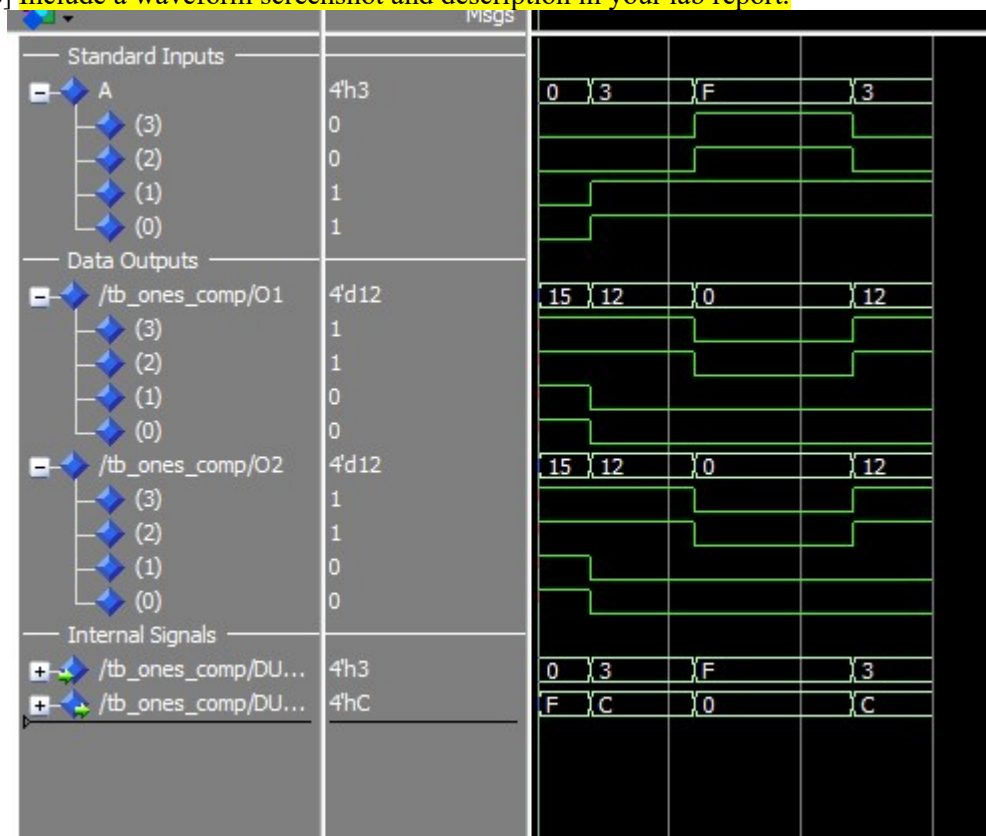 Include a waveform screenshot and description in your lab report.
Msgs
Standard Inputs
A 4'h3 0 3 F 3
(3) 0
(2) 0
(1) 1
(0) 1
Data Outputs
/tb_ones_comp/O1 4'd12 15 12 0 12
(3) 1
(2) 1
(1) 0
(0) 0
/tb_ones_comp/O2 4'd12 15 12 0 12
(3) 1
(2) 1
(1) 0
(0) 0
Internal Signals
/tb_ones_comp/DU... 4'h3 0 3 F 3
/tb_ones_comp/DU... 4'hC F C 0 C